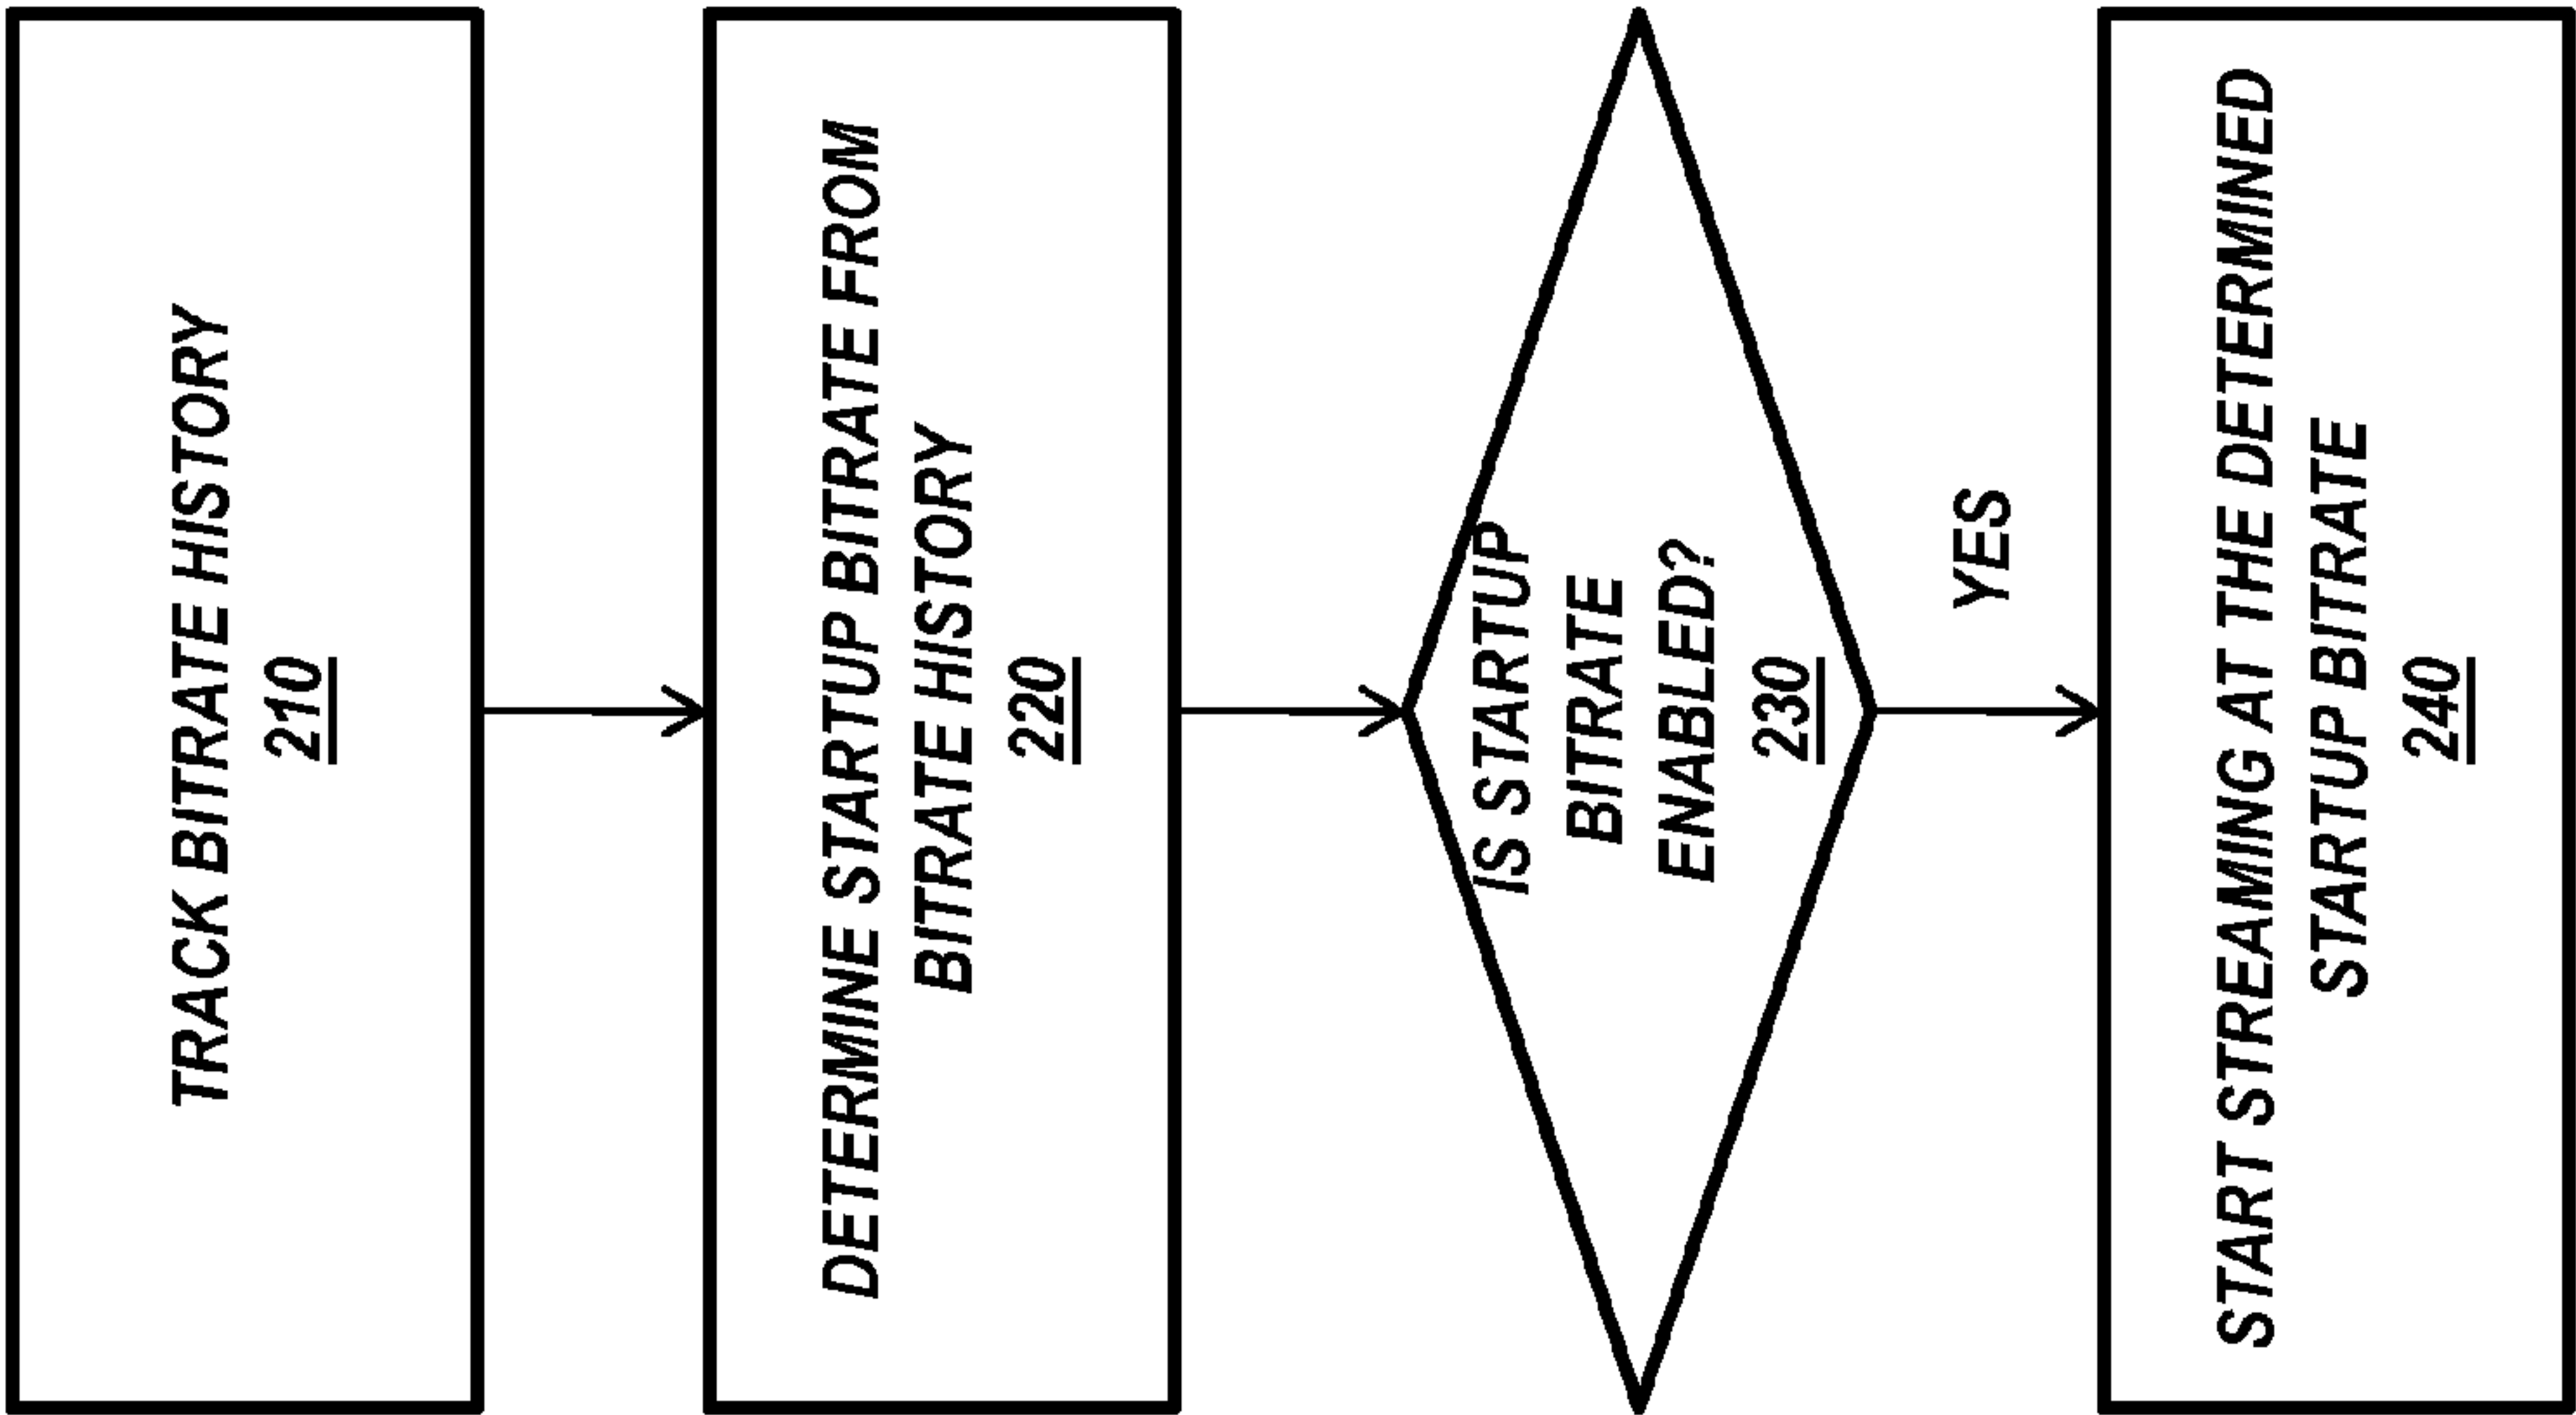 TRACK BITRATE HISTORY
210
DETERMINE STARTUP BITRATE FROM
BITRATE HISTORY
220
IS STARTUP
BITRATE
ENABLED?
230
YES
START STREAMING AT THE DETERMINED
STARTUP BITRATE
240